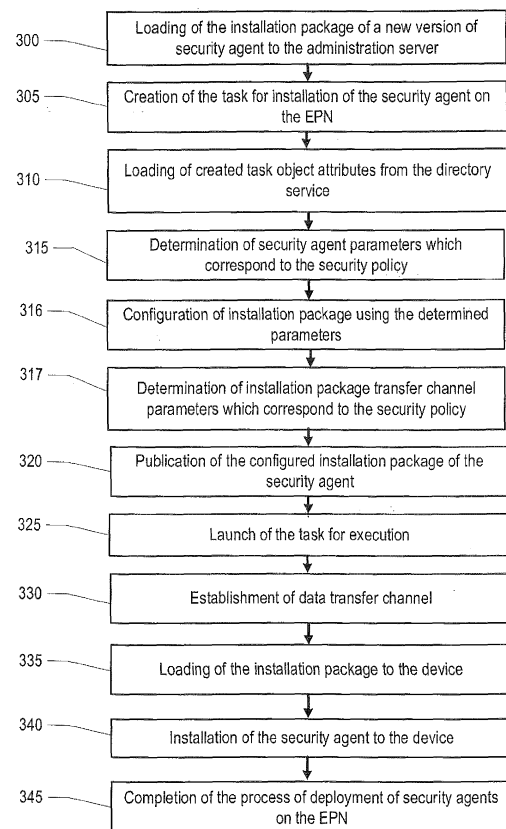 300
Loading of the installation package of a new version of
security agent to the administration server
305
Creation of the task for installation of the security agent on
the EPN
310
Loading of created task object attributes from the directory
service
315
Determination of security agent parameters which
correspond to the security policy
316
Configuration of installation package using the determined
parameters
317
Determination of installation package transfer channel
parameters which correspond to the security policy
320
Publication of the configured installation package of the
security agent
325
Launch of the task for execution
330
Establishment of data transfer channel
335
Loading of the installation package to the device
340
Installation of the security agent to the device
345
Completion of the process of deployment of security agents
on the EPN